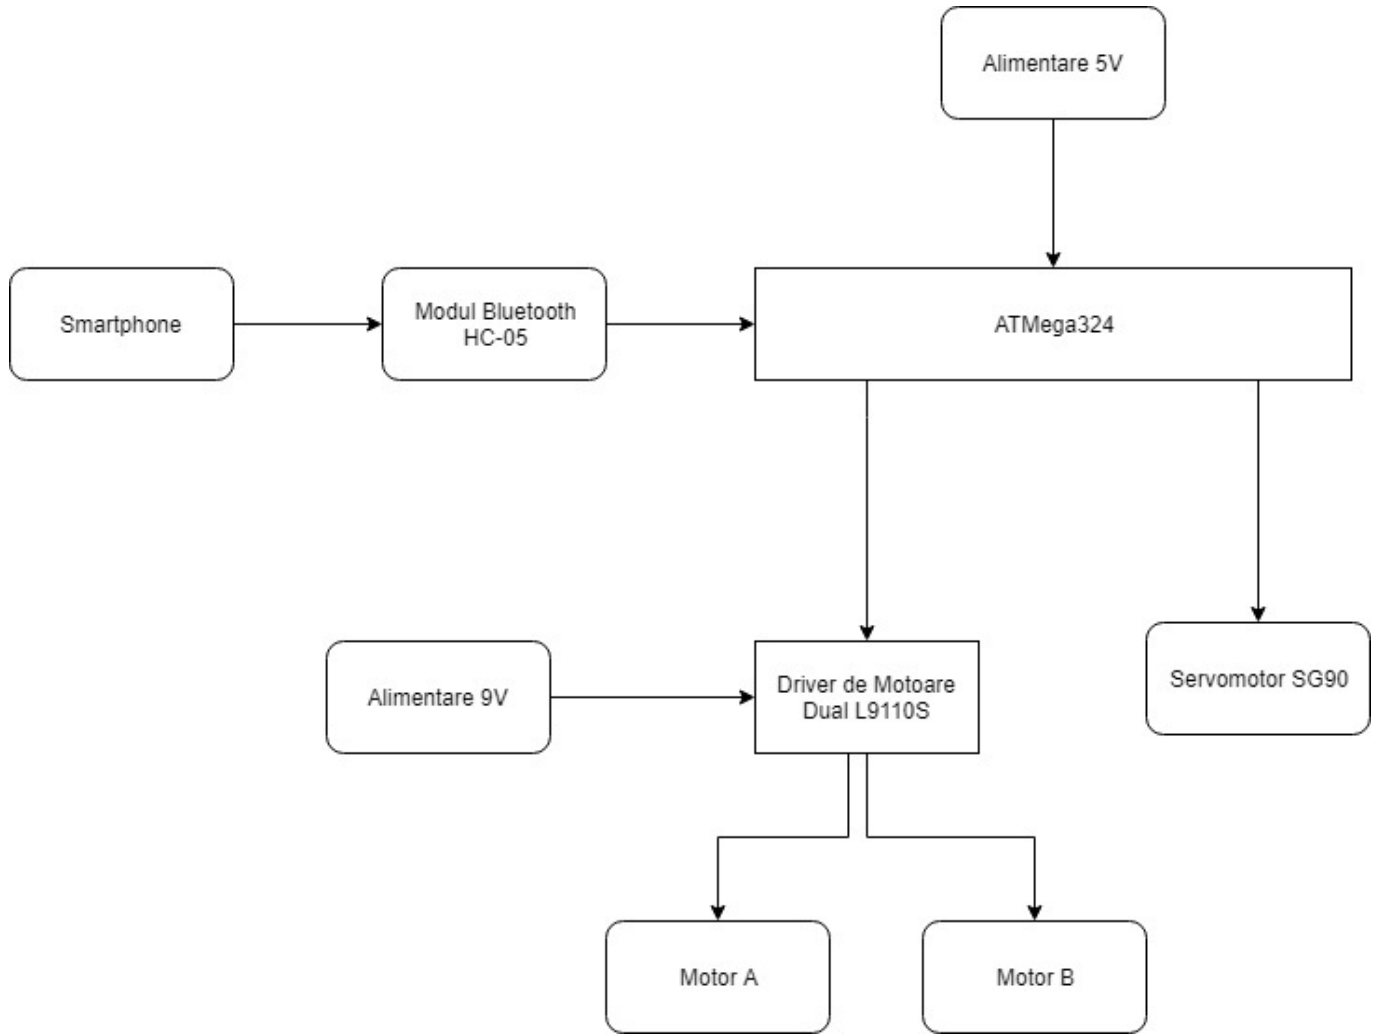 Alimentare 5V
Smartphone
Modul Bluetooth
HC-05
ATMega324
Alimentare 9V
Driver de Motoare
Dual L9110S
Servomotor SG90
Motor A
Motor B